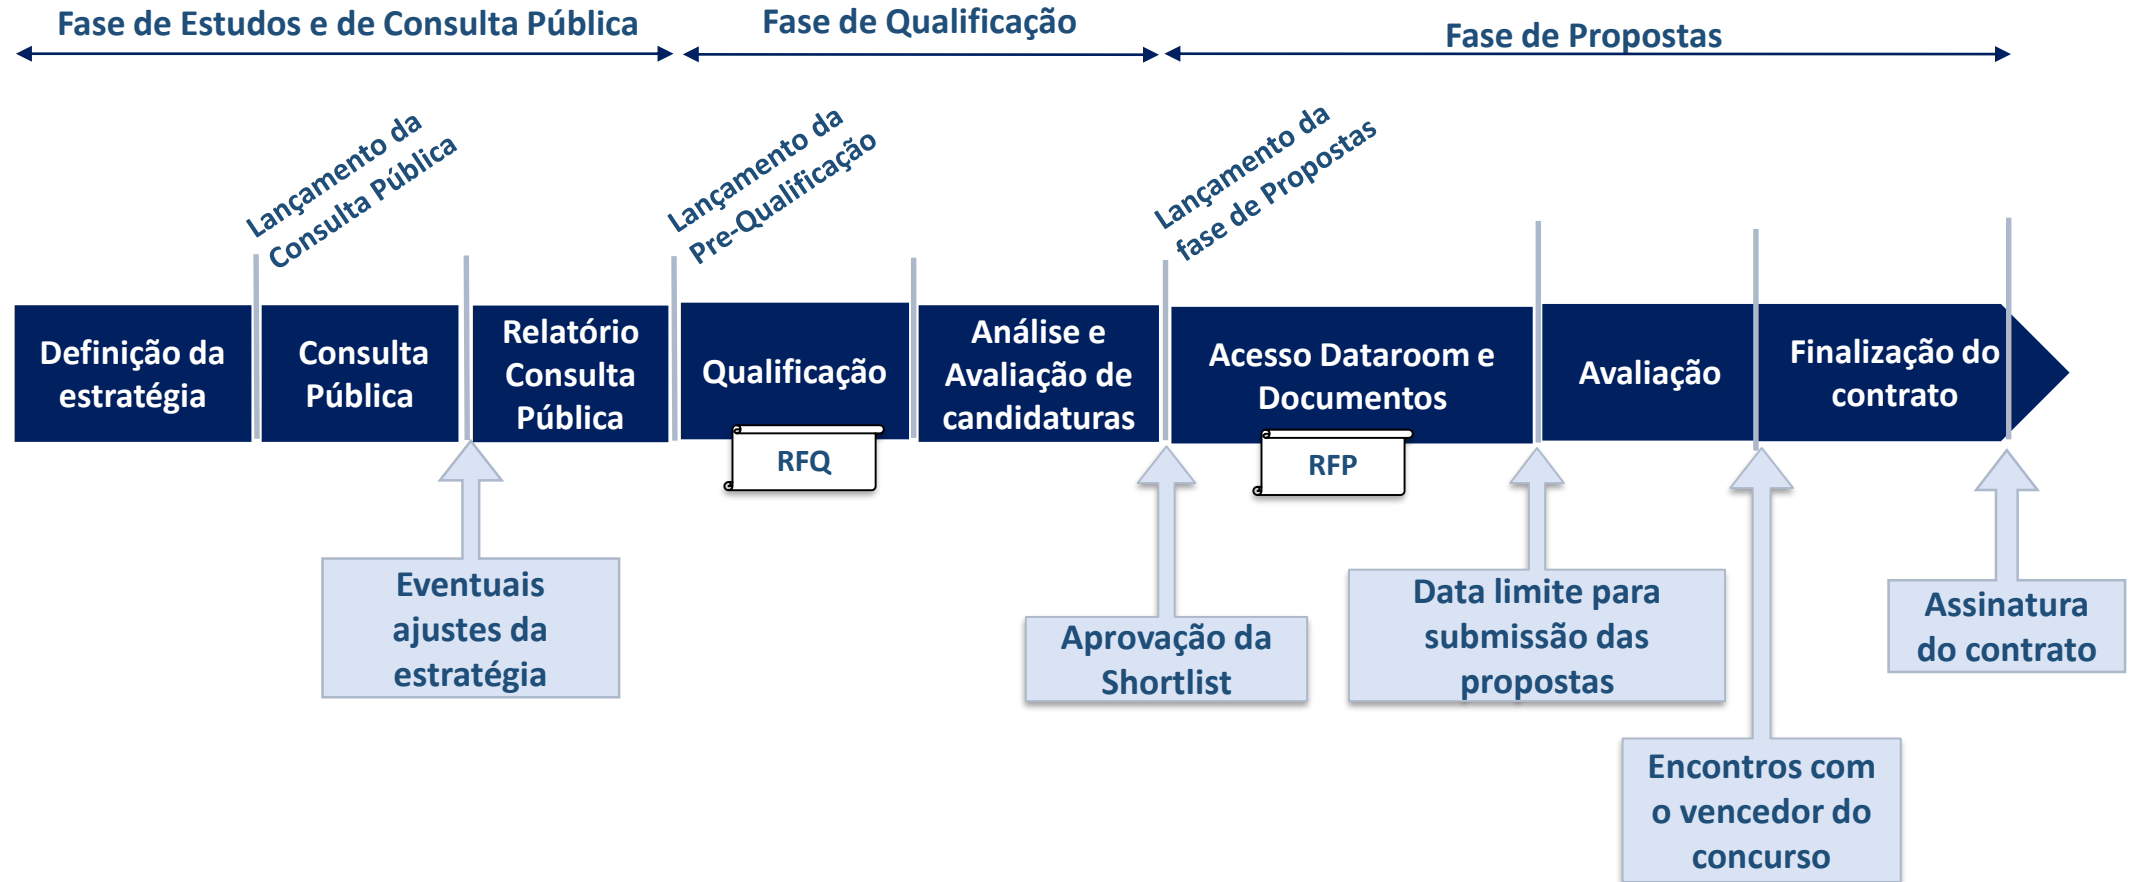 Fase de Estudos e de Consulta Pública
Fase de Qualificação
Fase de Propostas
Lançamento da
Consulta Pública
Lançamento da
Pre-Qualificação
Lançamento da
fase de Propostas
Definição da
estratégia
Consulta
Pública
Relatório
Consulta
Pública
Qualificação
Análise e
Avaliação de
candidaturas
Acesso Dataroom e
Documentos
Avaliação
Finalização do
contrato
RFQ
RFP
Eventuais
ajustes da
estratégia
Aprovação da
Shortlist
Data limite para
submissão das
propostas
Encontros com
o vencedor do
concurso
Assinatura
do contrato